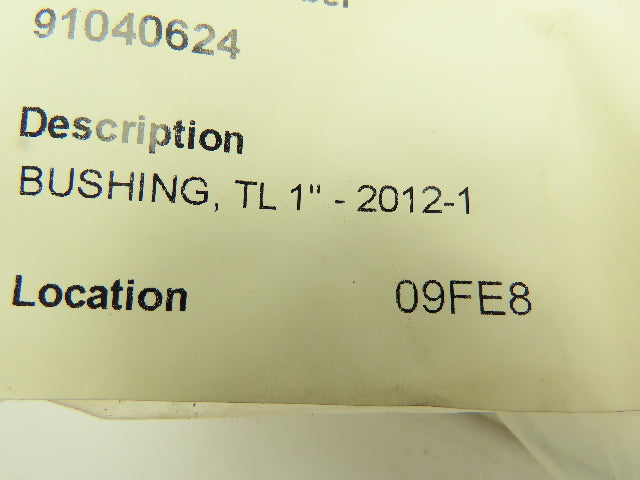 91040624
Description
BUSHING, TL 1" - 2012-1
Location 09FE8